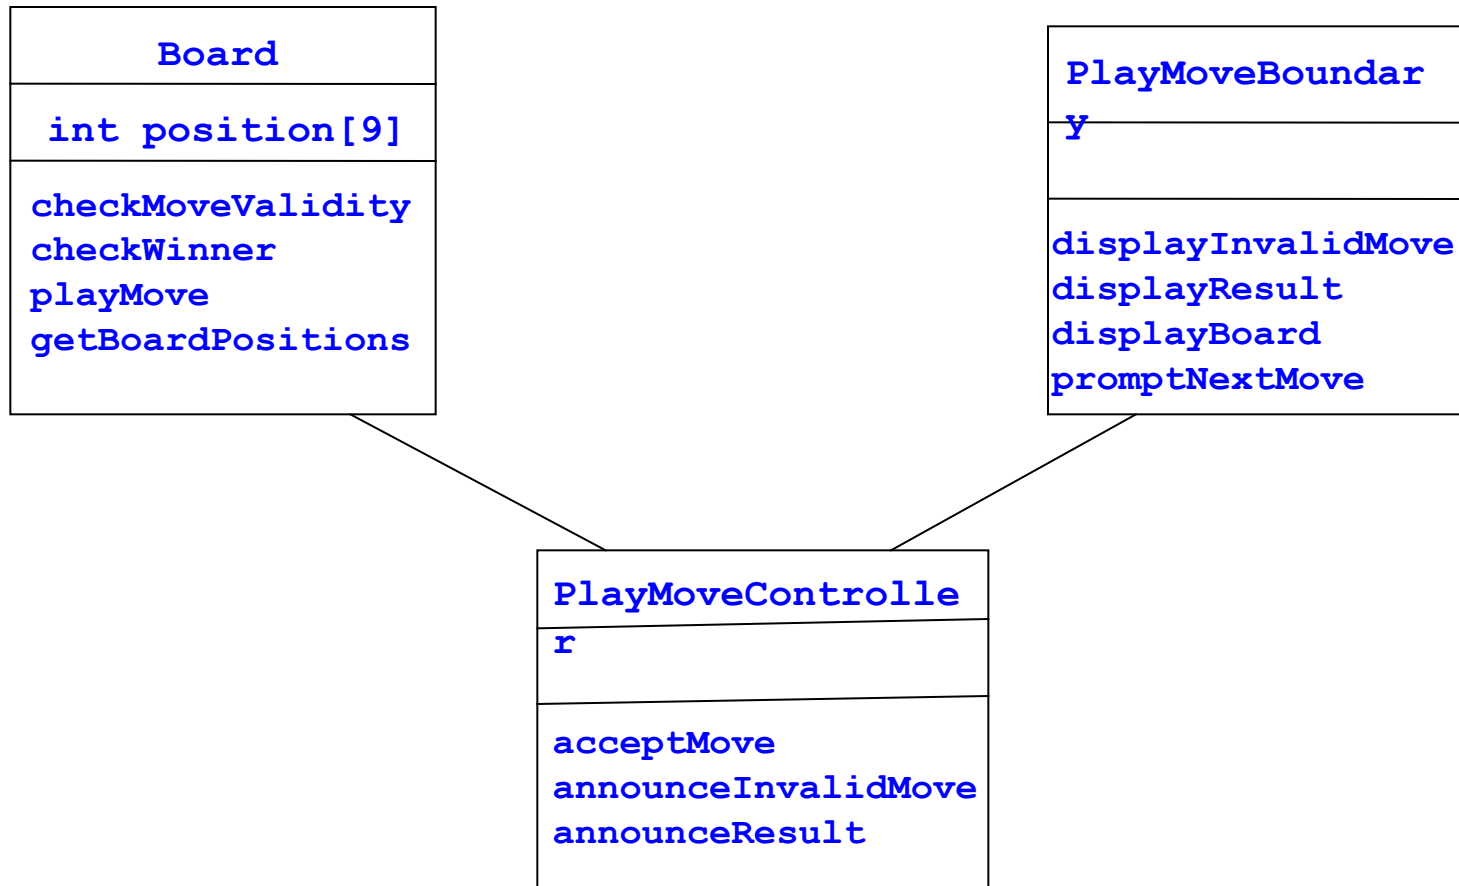 Board
int position[9]
checkMoveValidity
checkWinner
playMove
getBoardPositions
PlayMoveBoundar
y
displayInvalidMove
displayResult
displayBoard
promptNextMove
PlayMoveControlle
r
acceptMove
announceInvalidMove
announceResult